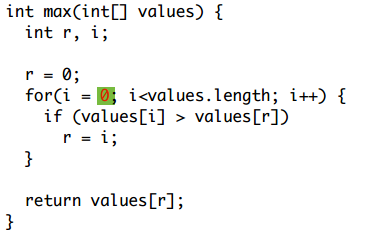 int max(int[] values) {
  int r, i;

  r = 0;
  for(i = 0; i<values.length; i++) {
    if (values[i] > values[r])
      r = i;
  }

  return values[r];
}